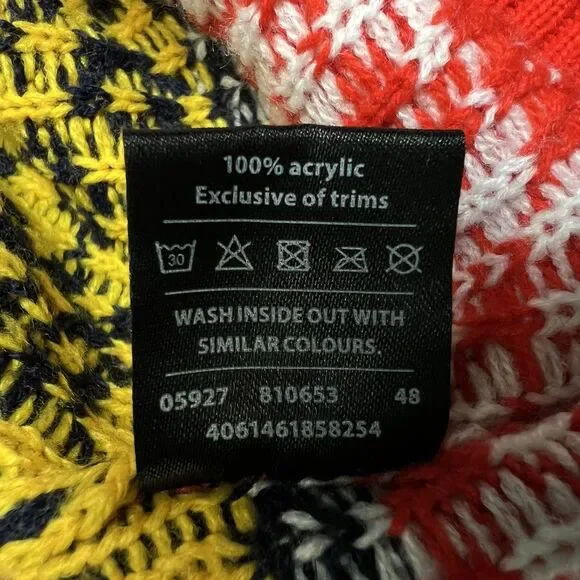 100% acrylic
Exclusive of trims
30
WASH INSIDE OUT WITH
SIMILAR COLOURS.
05927 810653 48
4061461858254